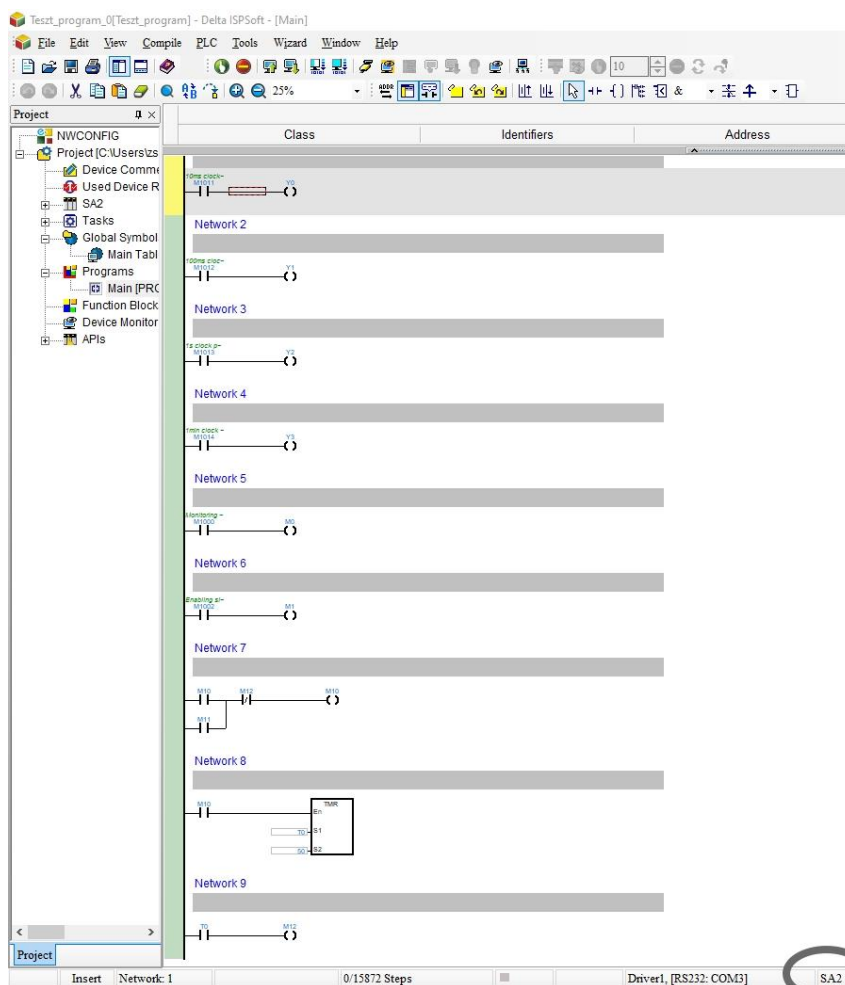 Teszt_program_0[Teszt_program] - Delta ISPSoft - [Main]
File Edit View Compile PLC Tools Wizard Window Help
10
25%
ADDR
&
Project
Class Identifiers Address
NWCONFIG
Project [C:\Users\zs
Device Comme
Used Device R
SA2
Tasks
Global Symbol
Main Tabl
Programs
Main [PRC
Function Block
Device Monitor
APIs
10ms clock~
M1011 Y0
Network 2
100ms cloc~
M1012 Y1
Network 3
1s clock p~
M1013 Y2
Network 4
1min clock ~
M1014 Y3
Network 5
Monitoring ~
M1000 M0
Network 6
Enabling si~
M1002 M1
Network 7
M10 M12 M10
M11
Network 8
M10 TMR
En
T0 S1
50 S2
Network 9
T0 M12
Project
Insert Network: 1 0/15872 Steps Driver1, [RS232: COM3] SA2